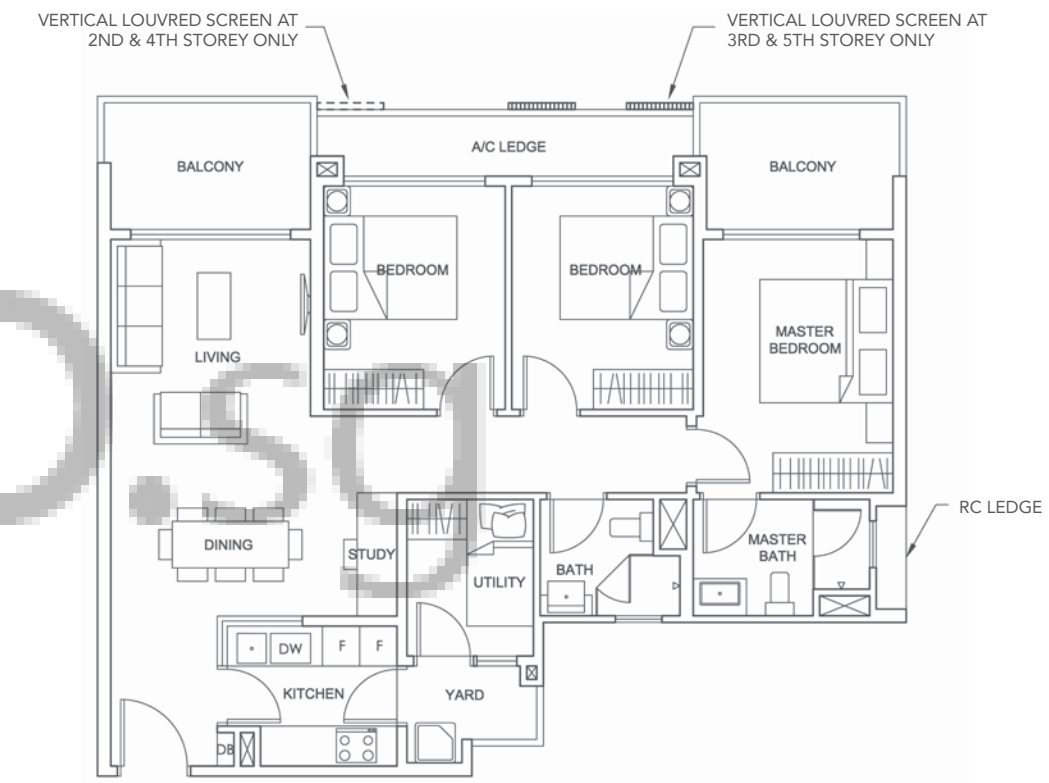 VERTICAL LOUVRED SCREEN AT
2ND & 4TH STOREY ONLY
VERTICAL LOUVRED SCREEN AT
3RD & 5TH STOREY ONLY
A/C LEDGE
BALCONY
BALCONY
BEDROOM
BEDROOM
MASTER
BEDROOM
LIVING
RC LEDGE
DINING
STUDY
UTILITY
BATH
MASTER
BATH
DW
F
F
KITCHEN
YARD
DB
.sg